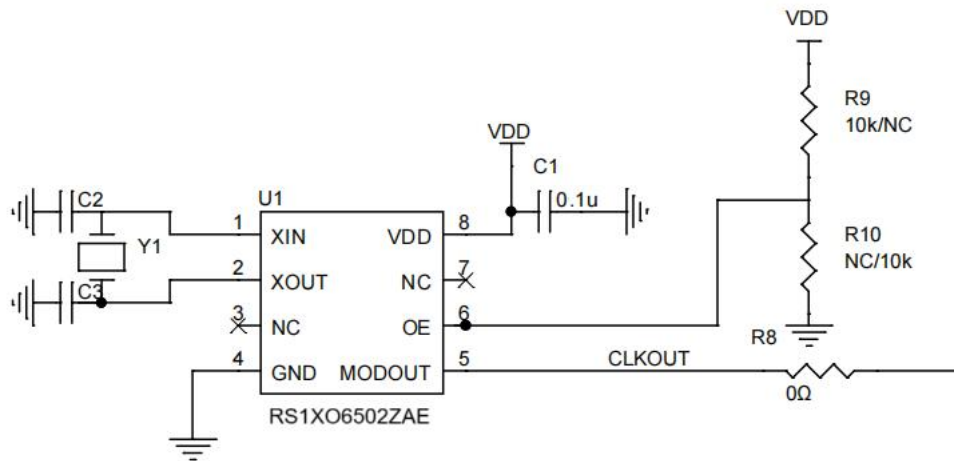 VDD
R9
10k/NC
VDD
C1
0.1u
C2
U1
1
XIN
VDD
8
Y1
R10
NC/10k
2
XOUT
NC
7
C3
3
NC
OE
6
R8
4
GND
MODOUT
5
CLKOUT
0Ω
RS1XO6502ZAE